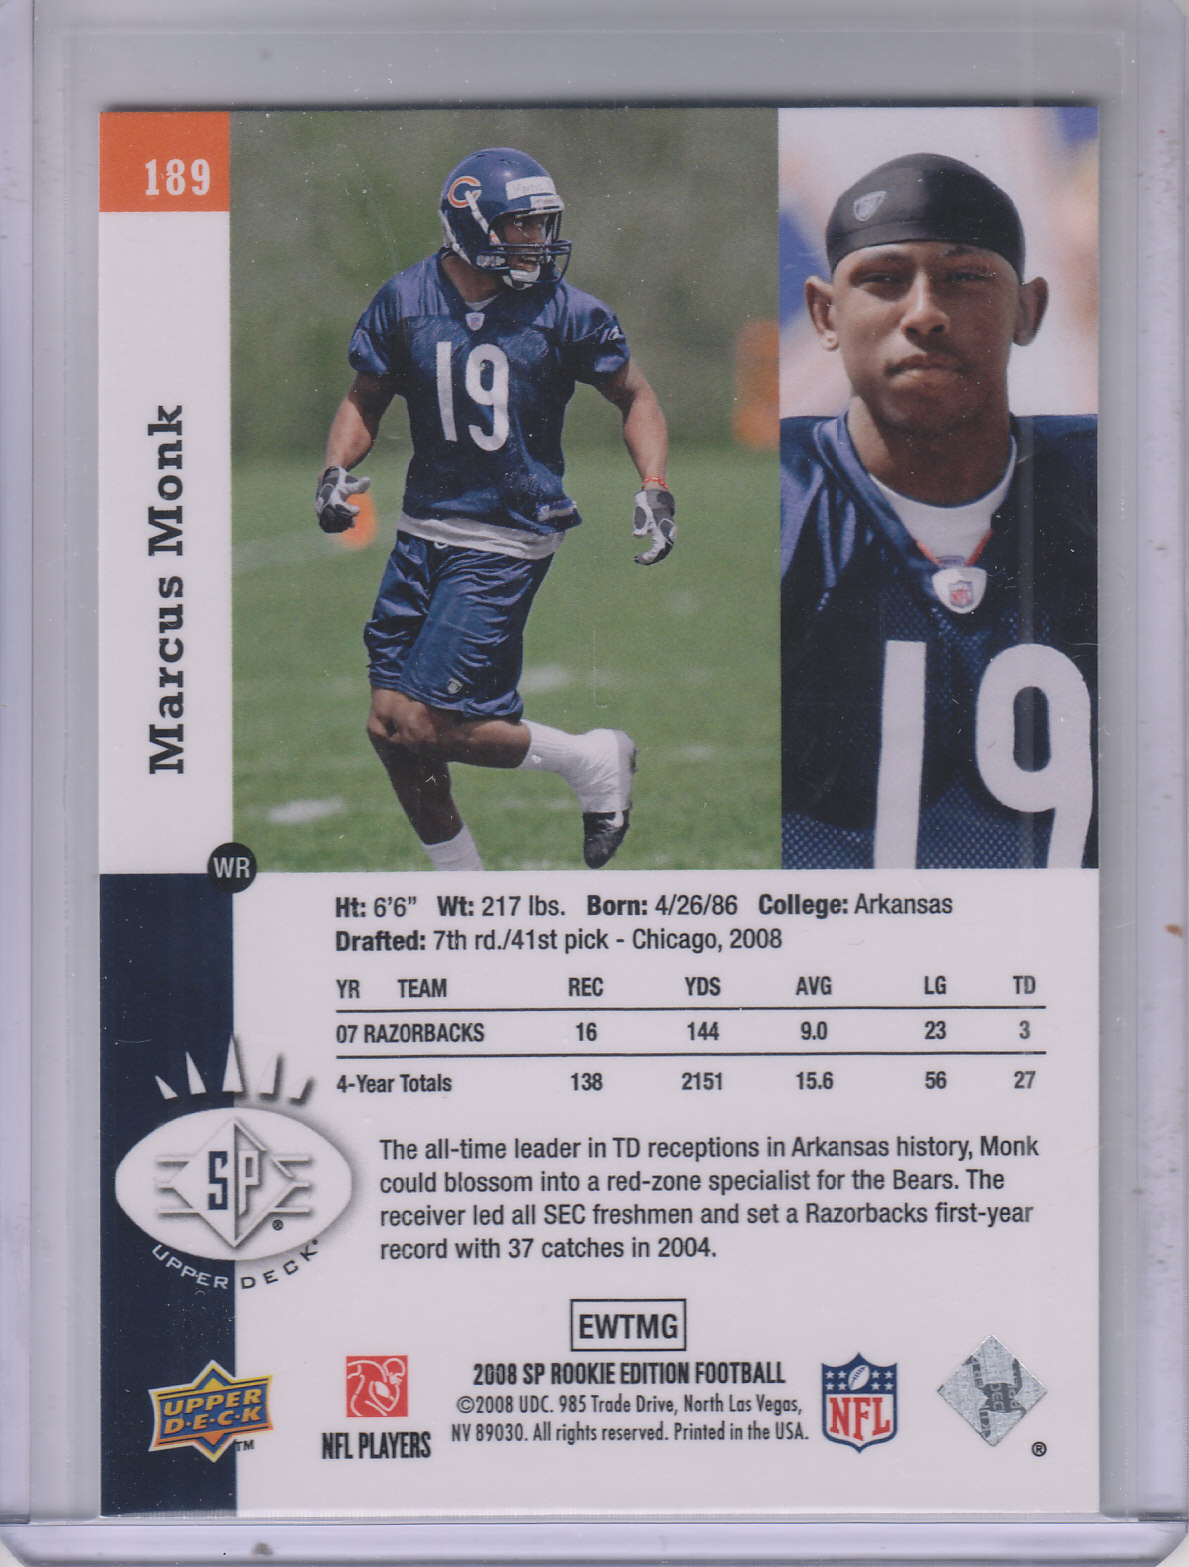 189
Marcus Monk
19
19
WR
Ht: 6'6" Wt: 217 lbs. Born: 4/26/86 College: Arkansas
Drafted: 7th rd./41st pick - Chicago, 2008
YR TEAM REC YDS AVG LG TD
07 RAZORBACKS 16 144 9.0 23 3
4-Year Totals 138 2151 15.6 56 27
The all-time leader in TD receptions in Arkansas history, Monk
could blossom into a red-zone specialist for the Bears. The
receiver led all SEC freshmen and set a Razorbacks first-year
record with 37 catches in 2004.
SP®
UPPER DECK
EWTMG
2008 SP ROOKIE EDITION FOOTBALL
©2008 UDC. 985 Trade Drive, North Las Vegas,
NV 89030. All rights reserved. Printed in the USA.
UPPER
D·E·C·K
TM
NFL PLAYERS
NFL
®